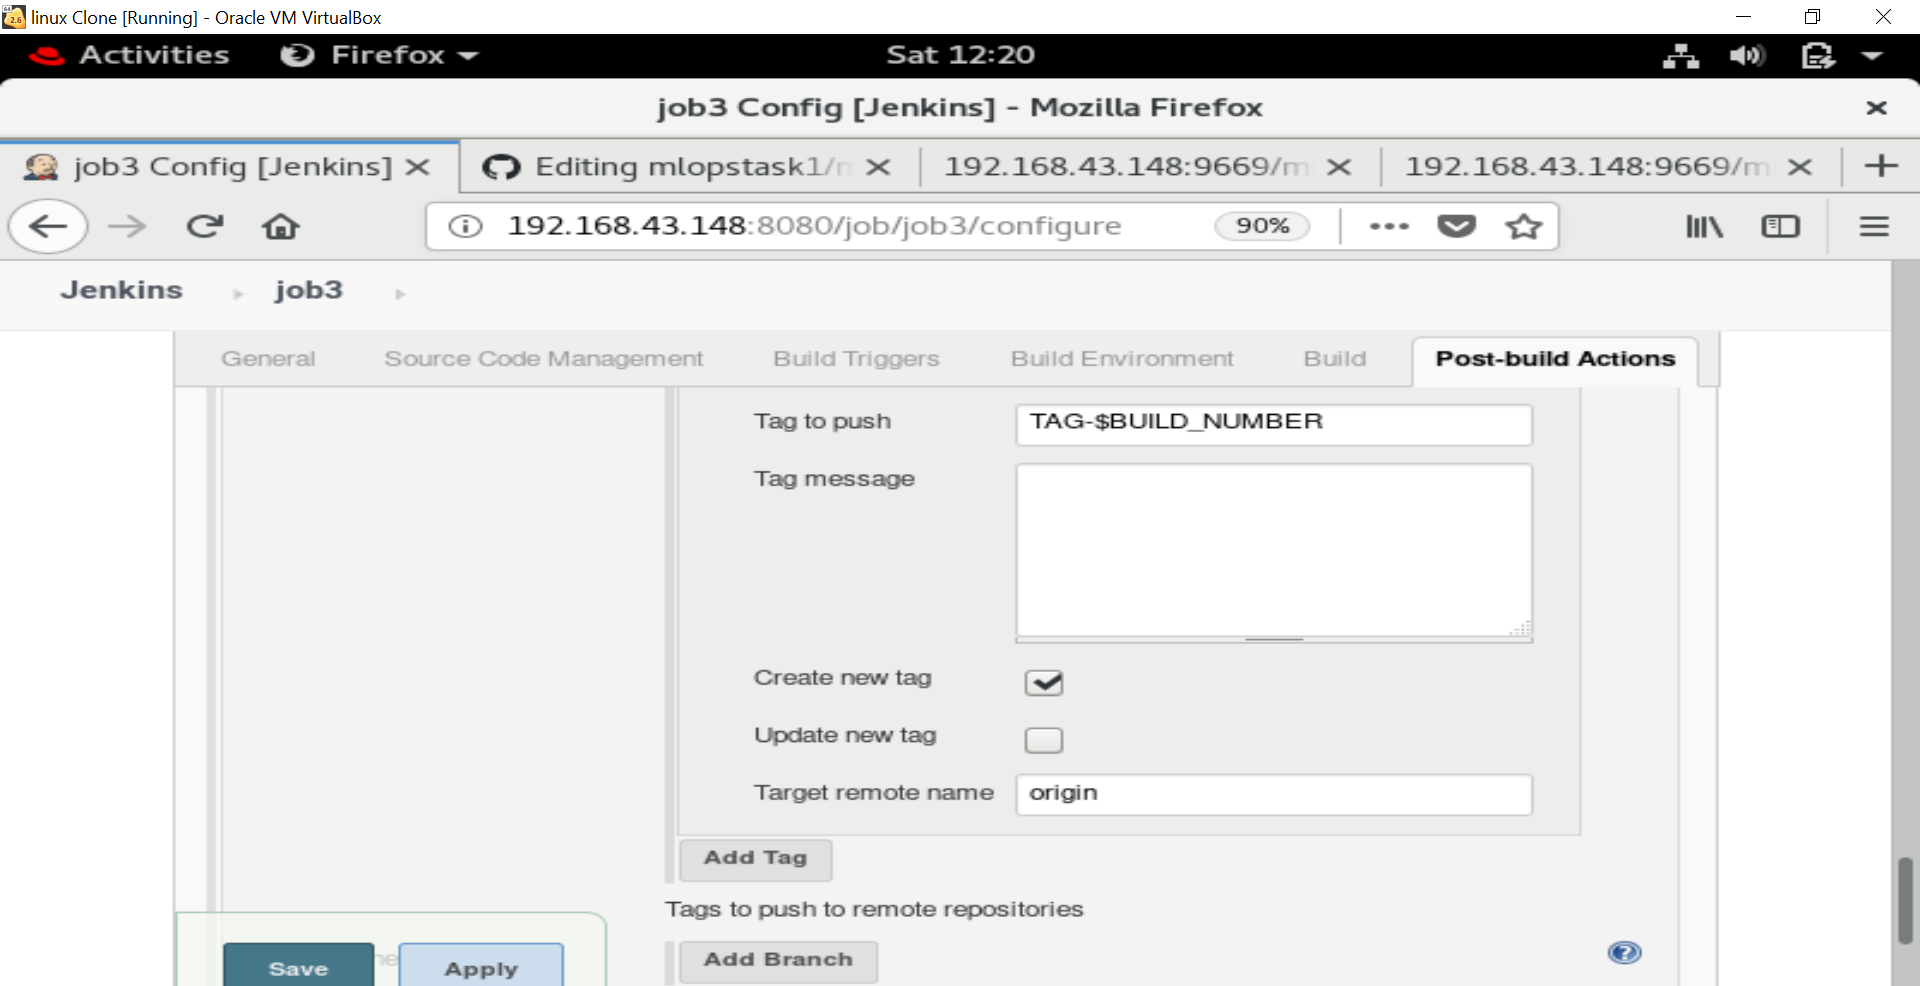 linux Clone [Running] - Oracle VM VirtualBox
Activities Firefox Sat 12:20
job3 Config [Jenkins] - Mozilla Firefox
job3 Config [Jenkins] Editing mlopstask1/ 192.168.43.148:9669/m 192.168.43.148:9669/m
192.168.43.148:8080/job/job3/configure 90%
Jenkins job3
General Source Code Management Build Triggers Build Environment Build Post-build Actions
Tag to push TAG-$BUILD_NUMBER
Tag message
Create new tag
Update new tag
Target remote name origin
Add Tag
Tags to push to remote repositories
Add Branch
Save Apply